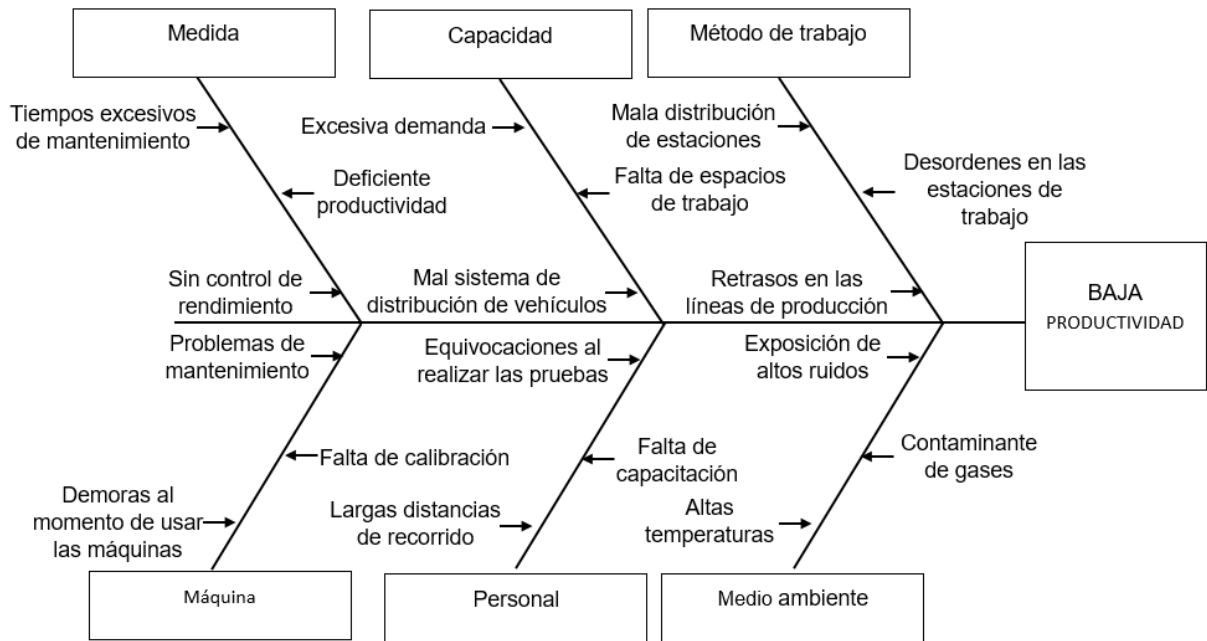 Medida
Capacidad
Método de trabajo
Tiempos excesivos
de mantenimiento
Excesiva demanda
Mala distribución
de estaciones
Deficiente
productividad
Falta de espacios
de trabajo
Desordenes en las
estaciones de
trabajo
Sin control de
rendimiento
Mal sistema de
distribución de vehículos
Retrasos en las
líneas de producción
BAJA
PRODUCTIVIDAD
Problemas de
mantenimiento
Equivocaciones al
realizar las pruebas
Exposición de
altos ruidos
Falta de calibración
Falta de
capacitación
Contaminante
de gases
Demoras al
momento de usar
las máquinas
Largas distancias
de recorrido
Altas
temperaturas
Máquina
Personal
Medio ambiente